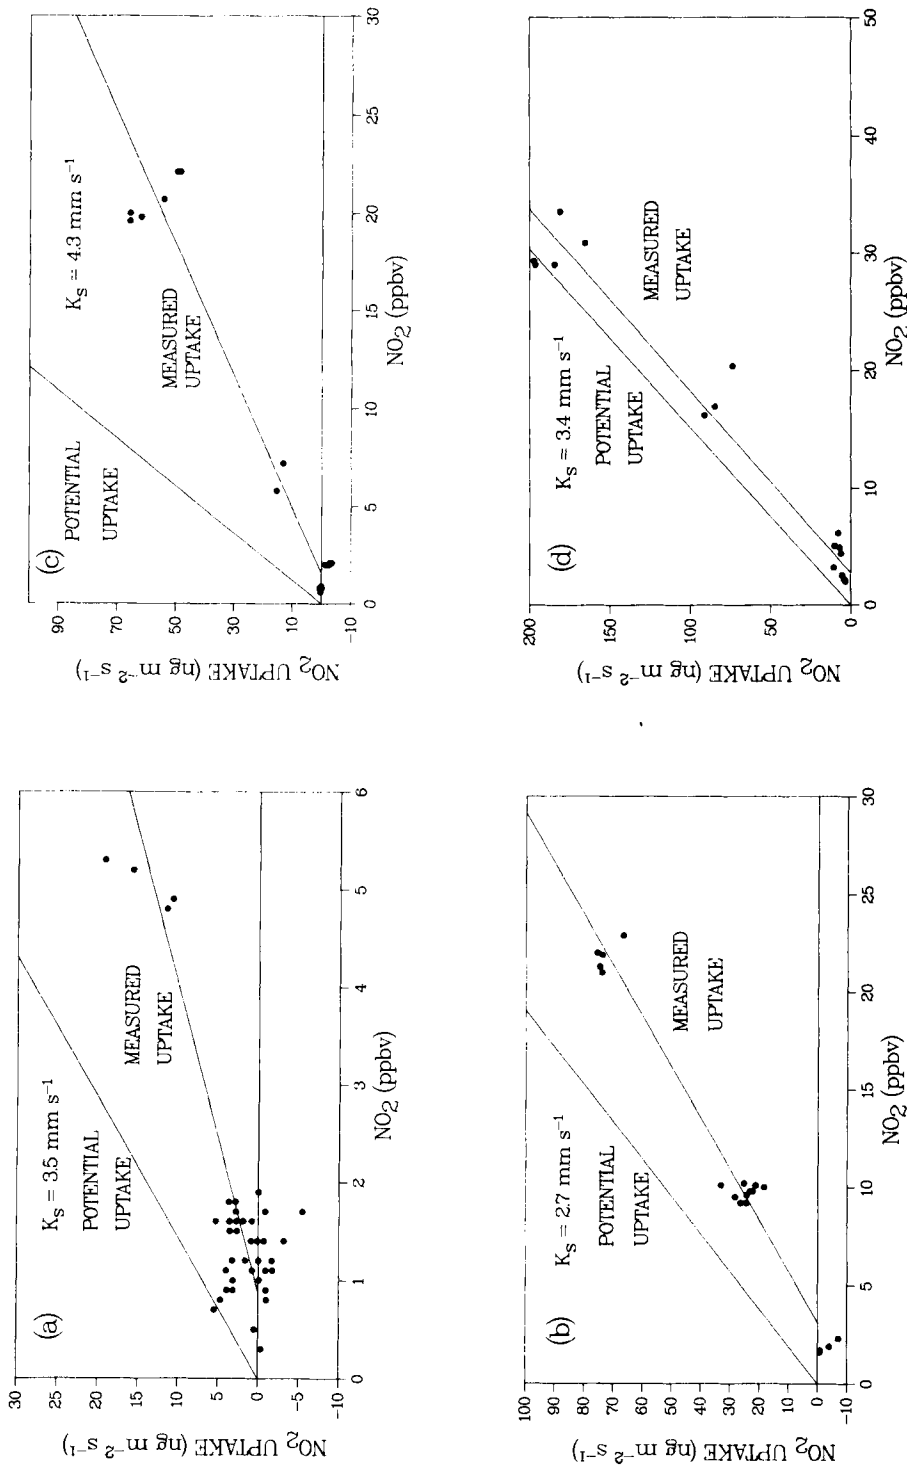 (a)
30
25
20
15
10
5
0
-5
-10
NO₂ UPTAKE (ng m⁻² s⁻¹)
Kₛ = 3.5 mm s⁻¹
POTENTIAL
UPTAKE
MEASURED
UPTAKE
0
1
2
3
4
5
6
NO₂ (ppbv)
(c)
90
70
50
30
10
-10
NO₂ UPTAKE (ng m⁻² s⁻¹)
POTENTIAL
UPTAKE
Kₛ = 4.3 mm s⁻¹
MEASURED
UPTAKE
0
5
10
15
20
25
30
NO₂ (ppbv)
(b)
100
90
80
70
60
50
40
30
20
10
0
-10
NO₂ UPTAKE (ng m⁻² s⁻¹)
Kₛ = 2.7 mm s⁻¹
POTENTIAL
UPTAKE
MEASURED
UPTAKE
0
5
10
15
20
25
30
NO₂ (ppbv)
(d)
200
150
100
50
0
NO₂ UPTAKE (ng m⁻² s⁻¹)
Kₛ = 3.4 mm s⁻¹
POTENTIAL
UPTAKE
MEASURED
UPTAKE
0
10
20
30
40
50
NO₂ (ppbv)